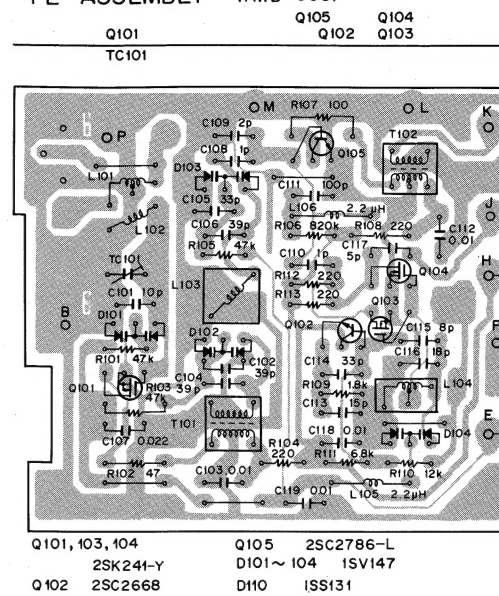 Q105 Q104
Q101 Q102 Q103
TC101
M
C109 2p
R107 100
L
K
P
C108 1p
Q105
T102
D103
L101
C111 100p
C105 33p
L106 2.2µH
J
L102
C106 39p
R106 820k
R108 220
C112
0.01
R105 47k
C117
5p
TC101
C110 1p
Q104
H
R112 220
C101 10p
L103
R113 220
B
D101
Q103
D102
Q102
C115 8p
F
R101 47k
C102
39p
C114 33p
C116 18p
Q101
R103
47k
C104
39p
R109 1.8k
L104
C113 15p
T101
C107 0.022
C118 0.01
D104
E
R104
220
R111 6.8k
R102 47
C103 0.01
R110 12k
L105 2.2µH
C119 0.01
Q101, 103, 104 Q105 2SC2786-L
2SK241-Y D101~104 1SV147
Q102 2SC2668 D110 1SS131